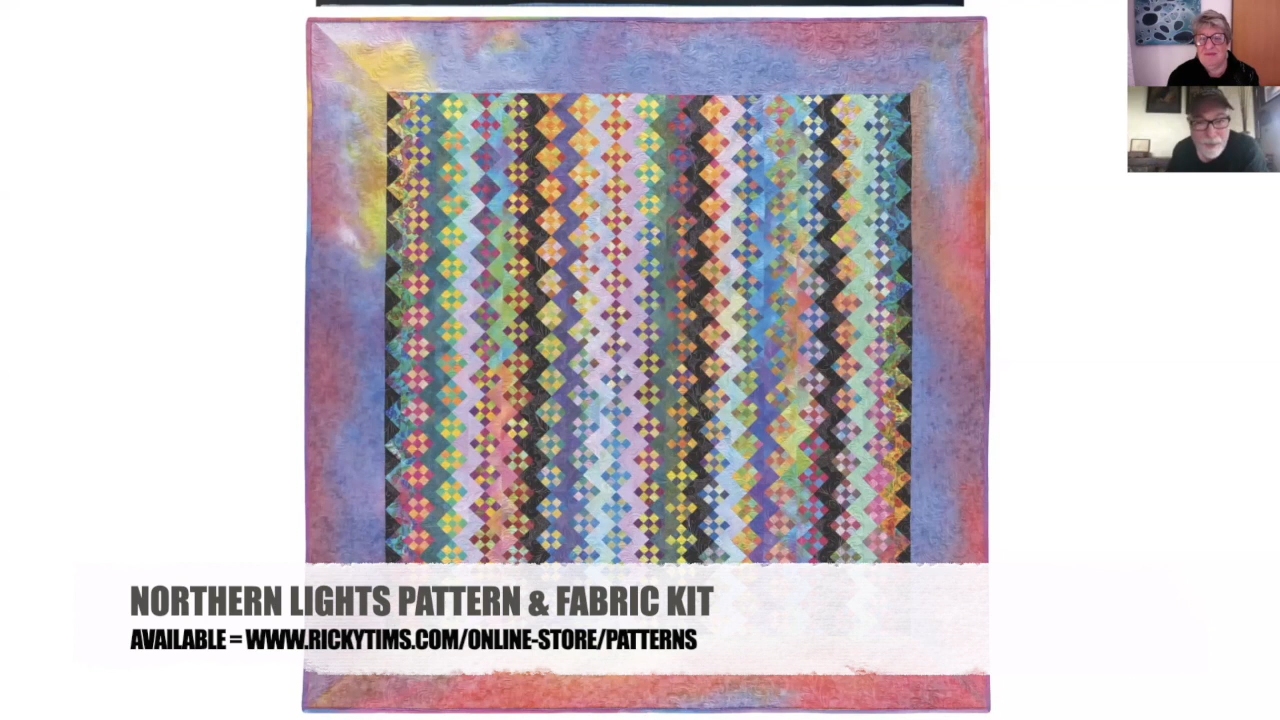 NORTHERN LIGHTS PATTERN & FABRIC KIT
AVAILABLE = WWW.RICKYTIMS.COM/ONLINE-STORE/PATTERNS